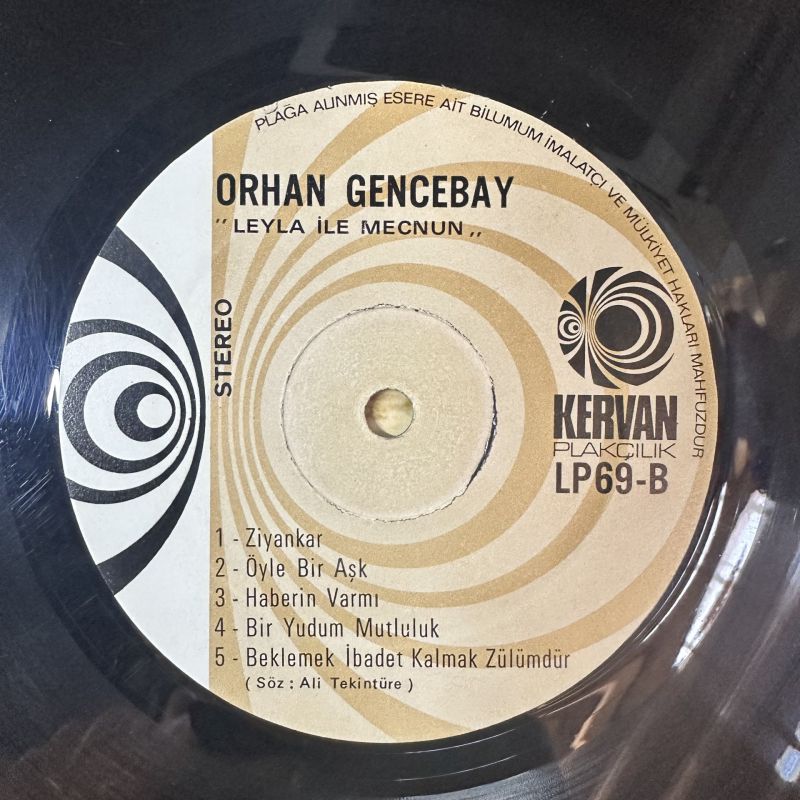 PLAĞA ALINMIŞ ESERE AİT BİLUMUM İMALATÇI VE MÜLKİYET HAKLARI MAHFUZDUR
ORHAN GENCEBAY
"LEYLA İLE MECNUN„
STEREO
KERVAN
PLAKÇILIK
LP69-B
1 - Ziyankar
2 - Öyle Bir Aşk
3 - Haberin Varmı
4 - Bir Yudum Mutluluk
5 - Beklemek İbadet Kalmak Zülümdür
( Söz : Ali Tekintüre )